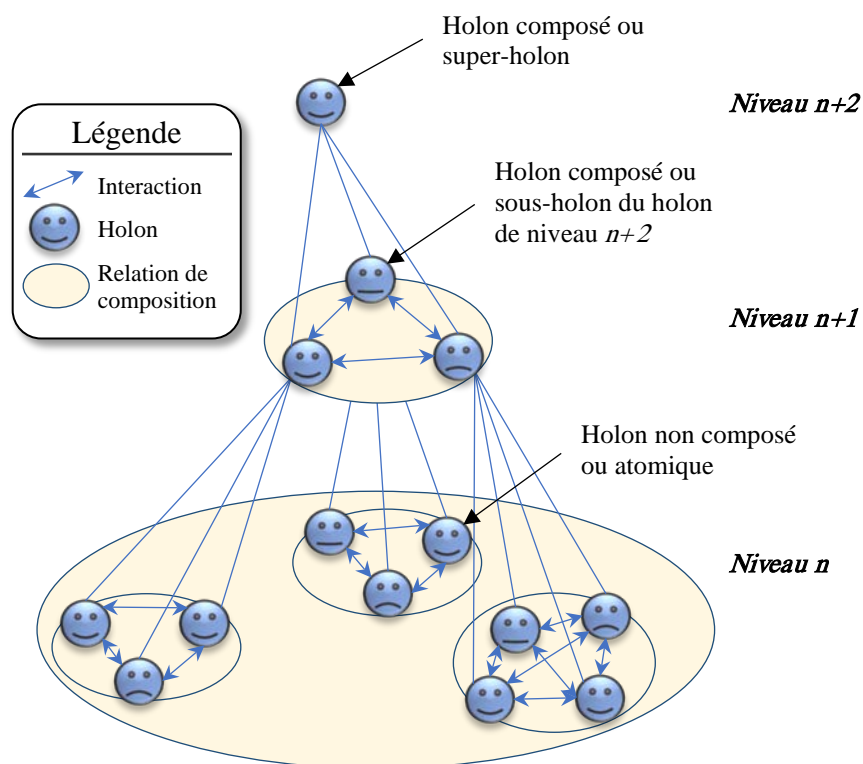 Holon composé ou
super-holon
Niveau n+2
Légende
Interaction
Holon
Relation de
composition
Holon composé ou
sous-holon du holon
de niveau n+2
Niveau n+1
Holon non composé
ou atomique
Niveau n